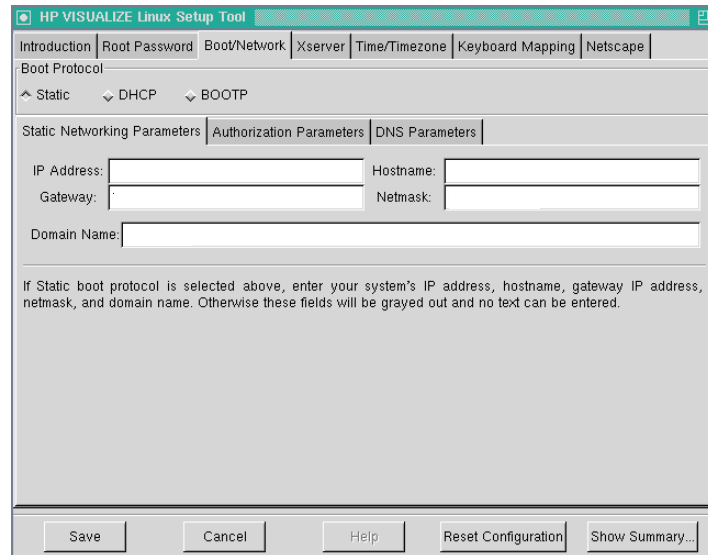 HP VISUALIZE Linux Setup Tool
Introduction Root Password Boot/Network Xserver Time/Timezone Keyboard Mapping Netscape
Boot Protocol
Static DHCP BOOTP
Static Networking Parameters Authorization Parameters DNS Parameters
IP Address: Hostname:
Gateway: Netmask:
Domain Name:
If Static boot protocol is selected above, enter your system's IP address, hostname, gateway IP address,
netmask, and domain name. Otherwise these fields will be grayed out and no text can be entered.
Save Cancel Help Reset Configuration Show Summary...